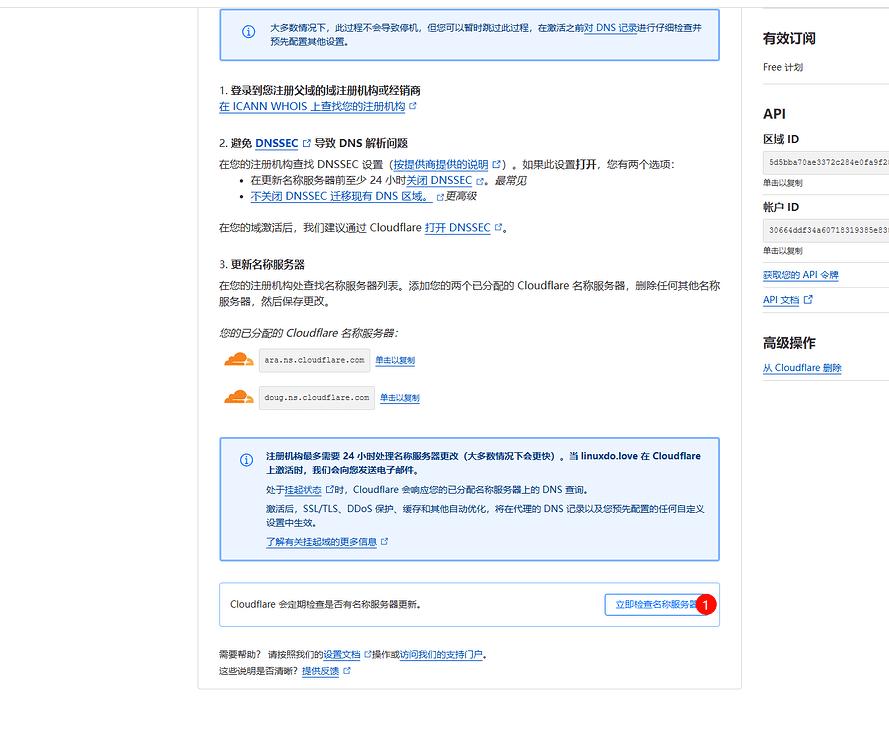 大多数情况下，此过程不会导致停机，但您可以暂时跳过此过程，在激活之前对 DNS 记录进行仔细检查并
预先配置其他设置。
1. 登录到您注册父域的域注册机构或经销商
在 ICANN WHOIS 上查找您的注册机构
2. 避免 DNSSEC 导致 DNS 解析问题
在您的注册机构查找 DNSSEC 设置（按提供商提供的说明）。如果此设置打开，您有两个选项：
• 在更新名称服务器前至少 24 小时关闭 DNSSEC。最常见
• 不关闭 DNSSEC 迁移现有 DNS 区域。更高级
在您的域激活后，我们建议通过 Cloudflare 打开 DNSSEC。
3. 更新名称服务器
在您的注册机构处查找名称服务器列表。添加您的两个已分配的 Cloudflare 名称服务器，删除任何其他名称
服务器，然后保存更改。
您的已分配的 Cloudflare 名称服务器：
ara.ns.cloudflare.com 单击以复制
doug.ns.cloudflare.com 单击以复制
注册机构最多需要 24 小时处理名称服务器更改（大多数情况下会更快）。当 linuxdo.love 在 Cloudflare
上激活时，我们会向您发送电子邮件。
处于挂起状态时，Cloudflare 会响应您的已分配名称服务器上的 DNS 查询。
激活后，SSL/TLS、DDoS 保护、缓存和其他自动优化，将在代理的 DNS 记录以及您预先配置的任何自定义
设置中生效。
了解有关挂起域的更多信息
Cloudflare 会定期检查是否有名称服务器更新。
立即检查名称服务器 1
需要帮助？ 请按照我们的设置文档操作或访问我们的支持门户。
这些说明是否清晰？ 提供反馈
有效订阅
Free 计划
API
区域 ID
5d5bba70ae3372c284e0fa9f2
单击以复制
帐户 ID
30664ddf34a60718319385e83
单击以复制
获取您的 API 令牌
API 文档
高级操作
从 Cloudflare 删除